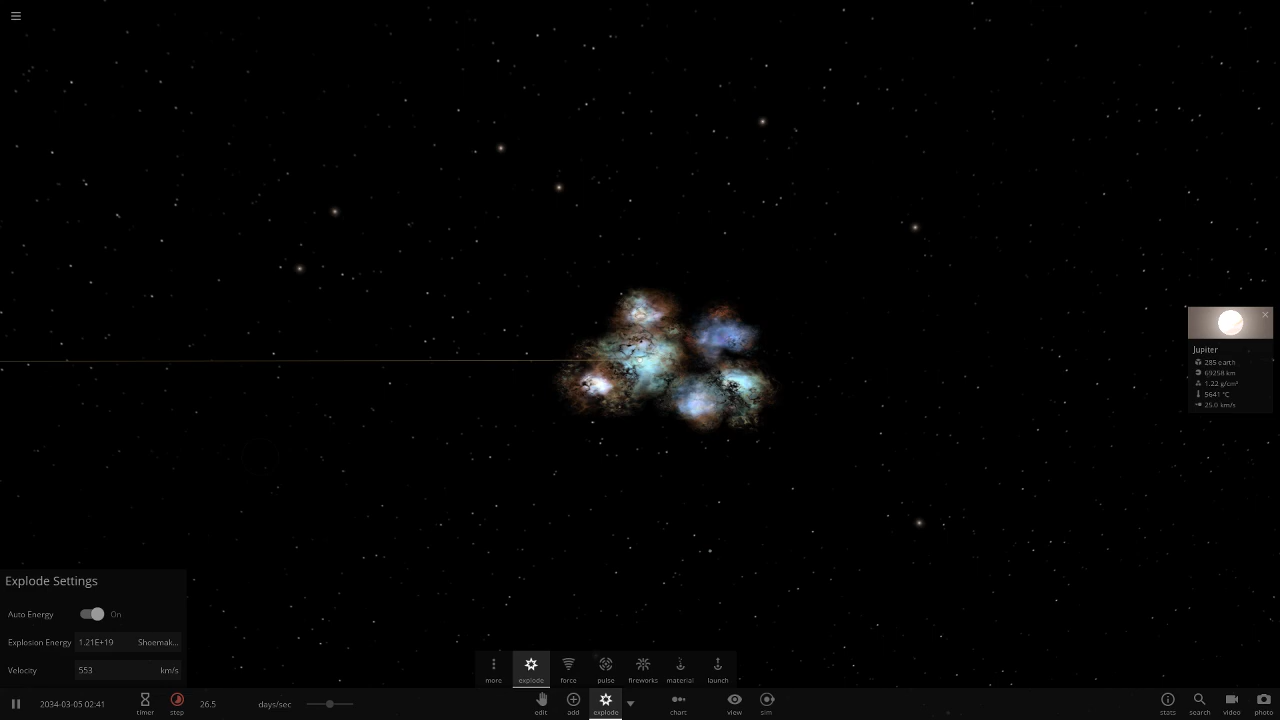 Jupiter
285 earth
69258 km
1.22 g/cm³
5641 °C
25.0 km/s
Explode Settings
Auto Energy On
Explosion Energy 1.21E+19 Shoemak...
Velocity 553 km/s
more explode force pulse fireworks material launch
2034-03-05 02:41 timer step 26.5 days/sec edit add explode chart view sim stats search video photo